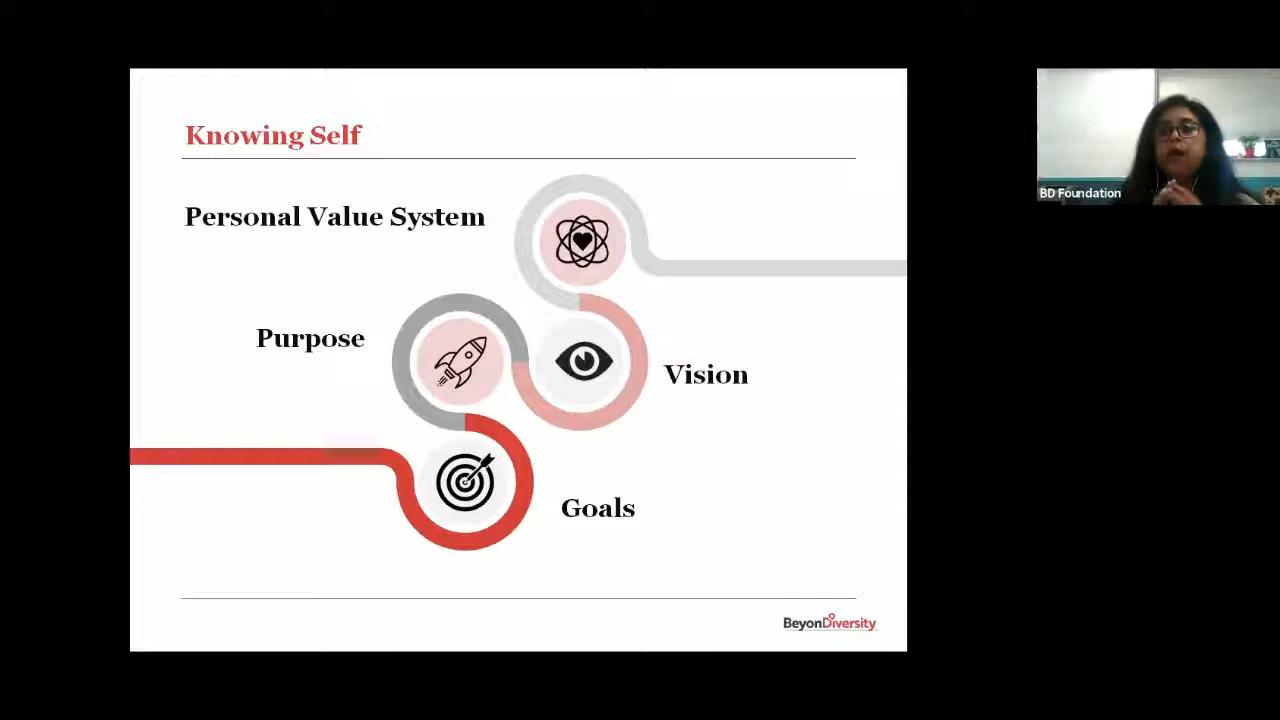 Knowing Self
Personal Value System
Purpose
Vision
Goals
BeyonDiversity
BD Foundation